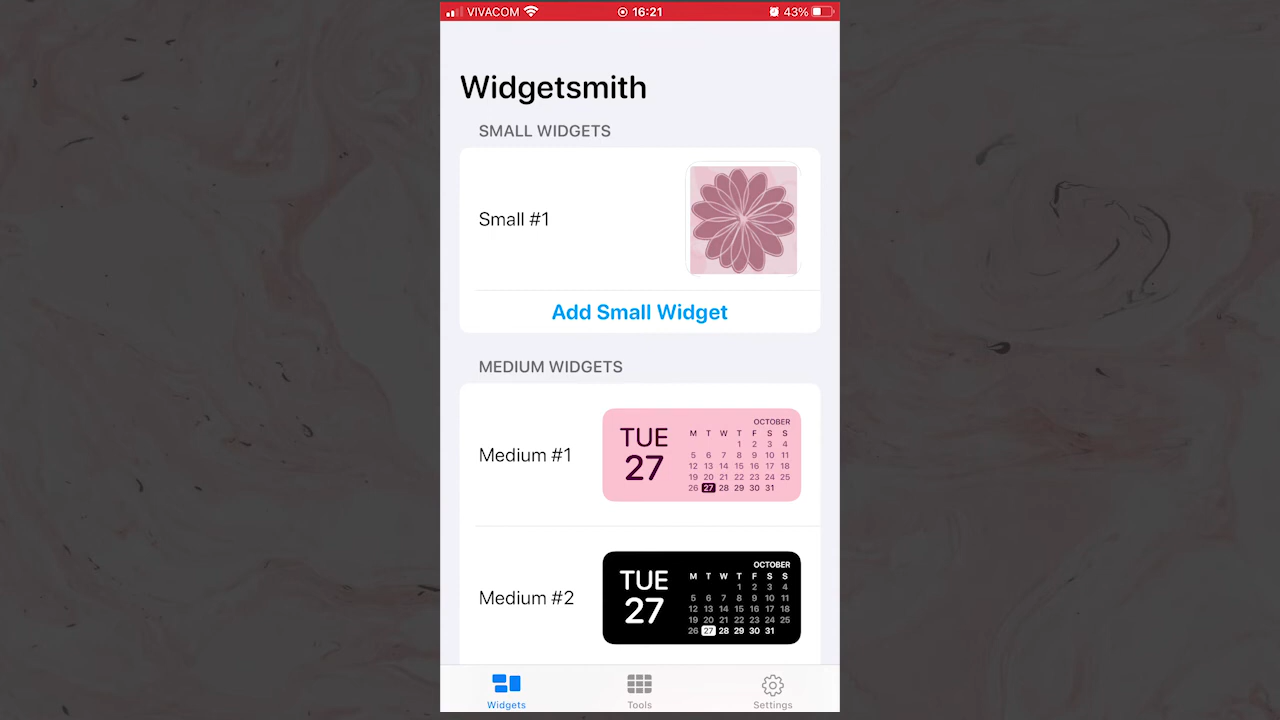 VIVACOM 16:21 43%
Widgetsmith
SMALL WIDGETS
Small #1
Add Small Widget
MEDIUM WIDGETS
Medium #1
OCTOBER
TUE
27
M T W T F S S
1 2 3 4
5 6 7 8 9 10 11
12 13 14 15 16 17 18
19 20 21 22 23 24 25
26 27 28 29 30 31
Medium #2
OCTOBER
TUE
27
M T W T F S S
1 2 3 4
5 6 7 8 9 10 11
12 13 14 15 16 17 18
19 20 21 22 23 24 25
26 27 28 29 30 31
Widgets Tools Settings